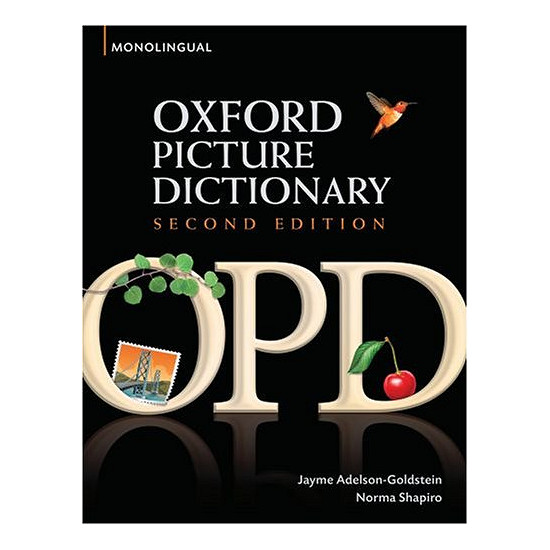 MONOLINGUAL
OXFORD
PICTURE
DICTIONARY
SECOND EDITION
OPD
Jayme Adelson-Goldstein
Norma Shapiro